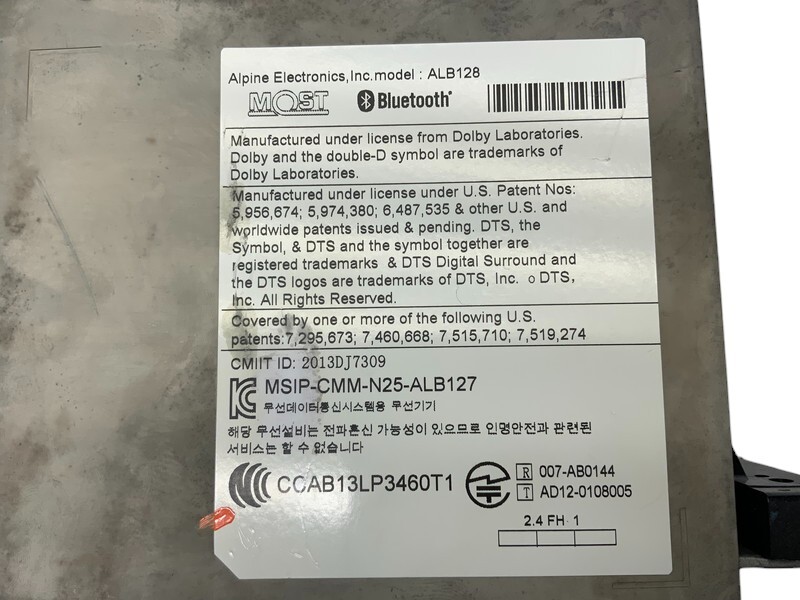 Alpine Electronics,Inc.model : ALB128
MOST Bluetooth®
Manufactured under license from Dolby Laboratories.
Dolby and the double-D symbol are trademarks of
Dolby Laboratories.
Manufactured under license under U.S. Patent Nos:
5,956,674; 5,974,380; 6,487,535 & other U.S. and
worldwide patents issued & pending. DTS, the
Symbol, & DTS and the symbol together are
registered trademarks & DTS Digital Surround and
the DTS logos are trademarks of DTS, Inc. o DTS,
Inc. All Rights Reserved.
Covered by one or more of the following U.S.
patents:7,295,673; 7,460,668; 7,515,710; 7,519,274
CMIIT ID: 2013DJ7309
MSIP-CMM-N25-ALB127
무선데이터통신시스템용 무선기기
해당 무선설비는 전파혼신 가능성이 있으므로 인명안전과 관련된
서비스는 할 수 없습니다
CCAB13LP3460T1
R 007-AB0144
T AD12-0108005
2.4 FH 1